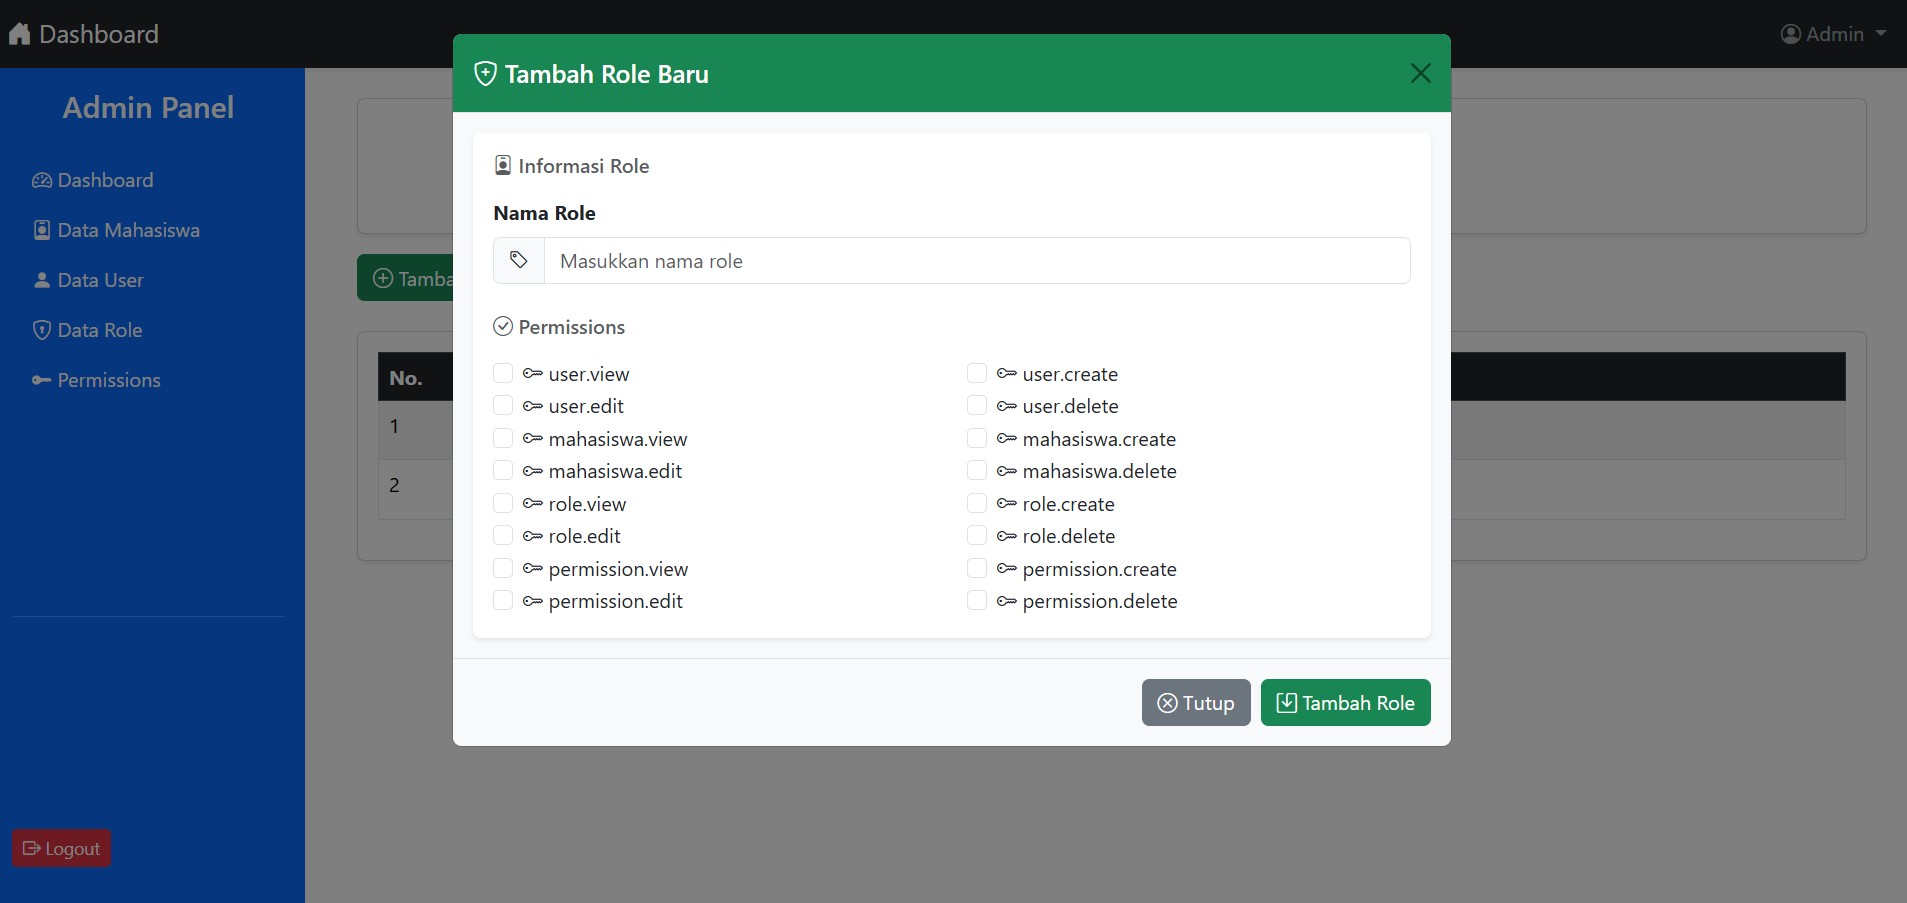 Dashboard
Admin
Admin Panel
Dashboard
Data Mahasiswa
Data User
Data Role
Permissions
Logout
Tamba
No.
1
2
Tambah Role Baru
Informasi Role
Nama Role
Masukkan nama role
Permissions
user.view
user.create
user.edit
user.delete
mahasiswa.view
mahasiswa.create
mahasiswa.edit
mahasiswa.delete
role.view
role.create
role.edit
role.delete
permission.view
permission.create
permission.edit
permission.delete
Tutup
Tambah Role